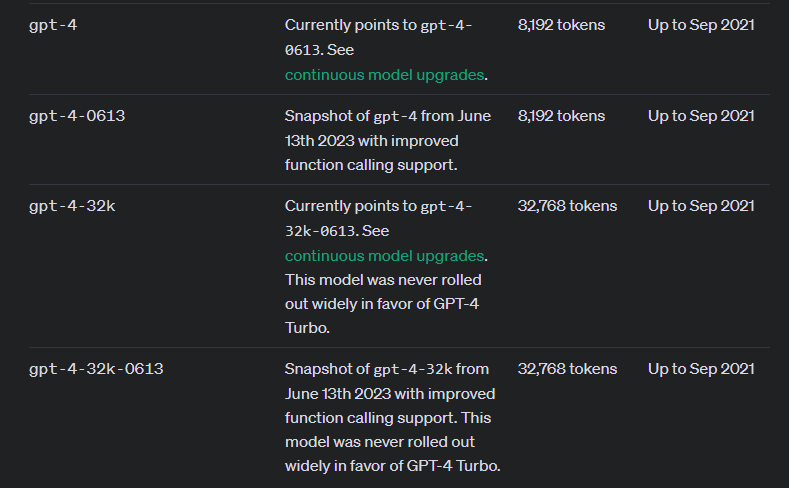 gpt-4 Currently points to gpt-4- 8,192 tokens Up to Sep 2021
0613. See
continuous model upgrades.
gpt-4-0613 Snapshot of gpt-4 from June 8,192 tokens Up to Sep 2021
13th 2023 with improved
function calling support.
gpt-4-32k Currently points to gpt-4- 32,768 tokens Up to Sep 2021
32k-0613. See
continuous model upgrades.
This model was never rolled
out widely in favor of GPT-4
Turbo.
gpt-4-32k-0613 Snapshot of gpt-4-32k from 32,768 tokens Up to Sep 2021
June 13th 2023 with improved
function calling support. This
model was never rolled out
widely in favor of GPT-4 Turbo.